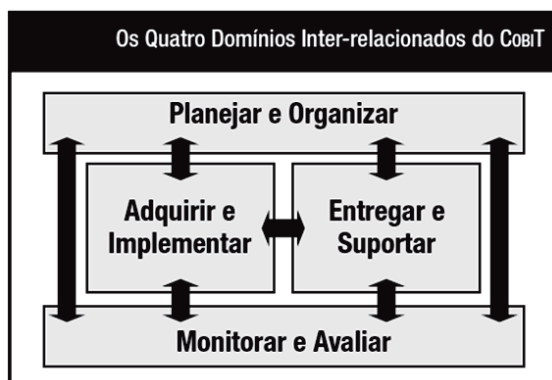 Os Quatro Domínios Inter-relacionados do COBIT
Planejar e Organizar
Adquirir e
Implementar
Entregar e
Suportar
Monitorar e Avaliar